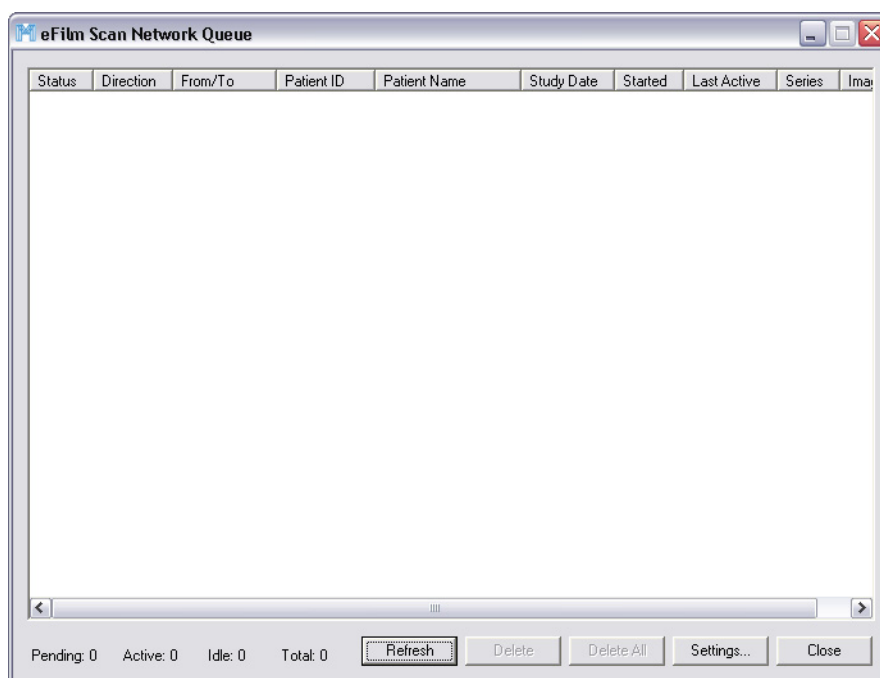 eFilm Scan Network Queue
Status Direction From/To Patient ID Patient Name Study Date Started Last Active Series Ima
Pending: 0 Active: 0 Idle: 0 Total: 0 Refresh Delete Delete All Settings... Close